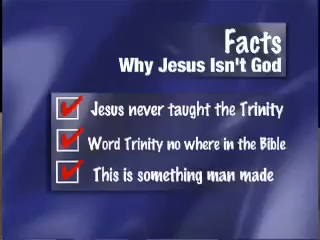 Facts
Why Jesus Isn't God
Jesus never taught the Trinity
Word Trinity no where in the Bible
This is something man made